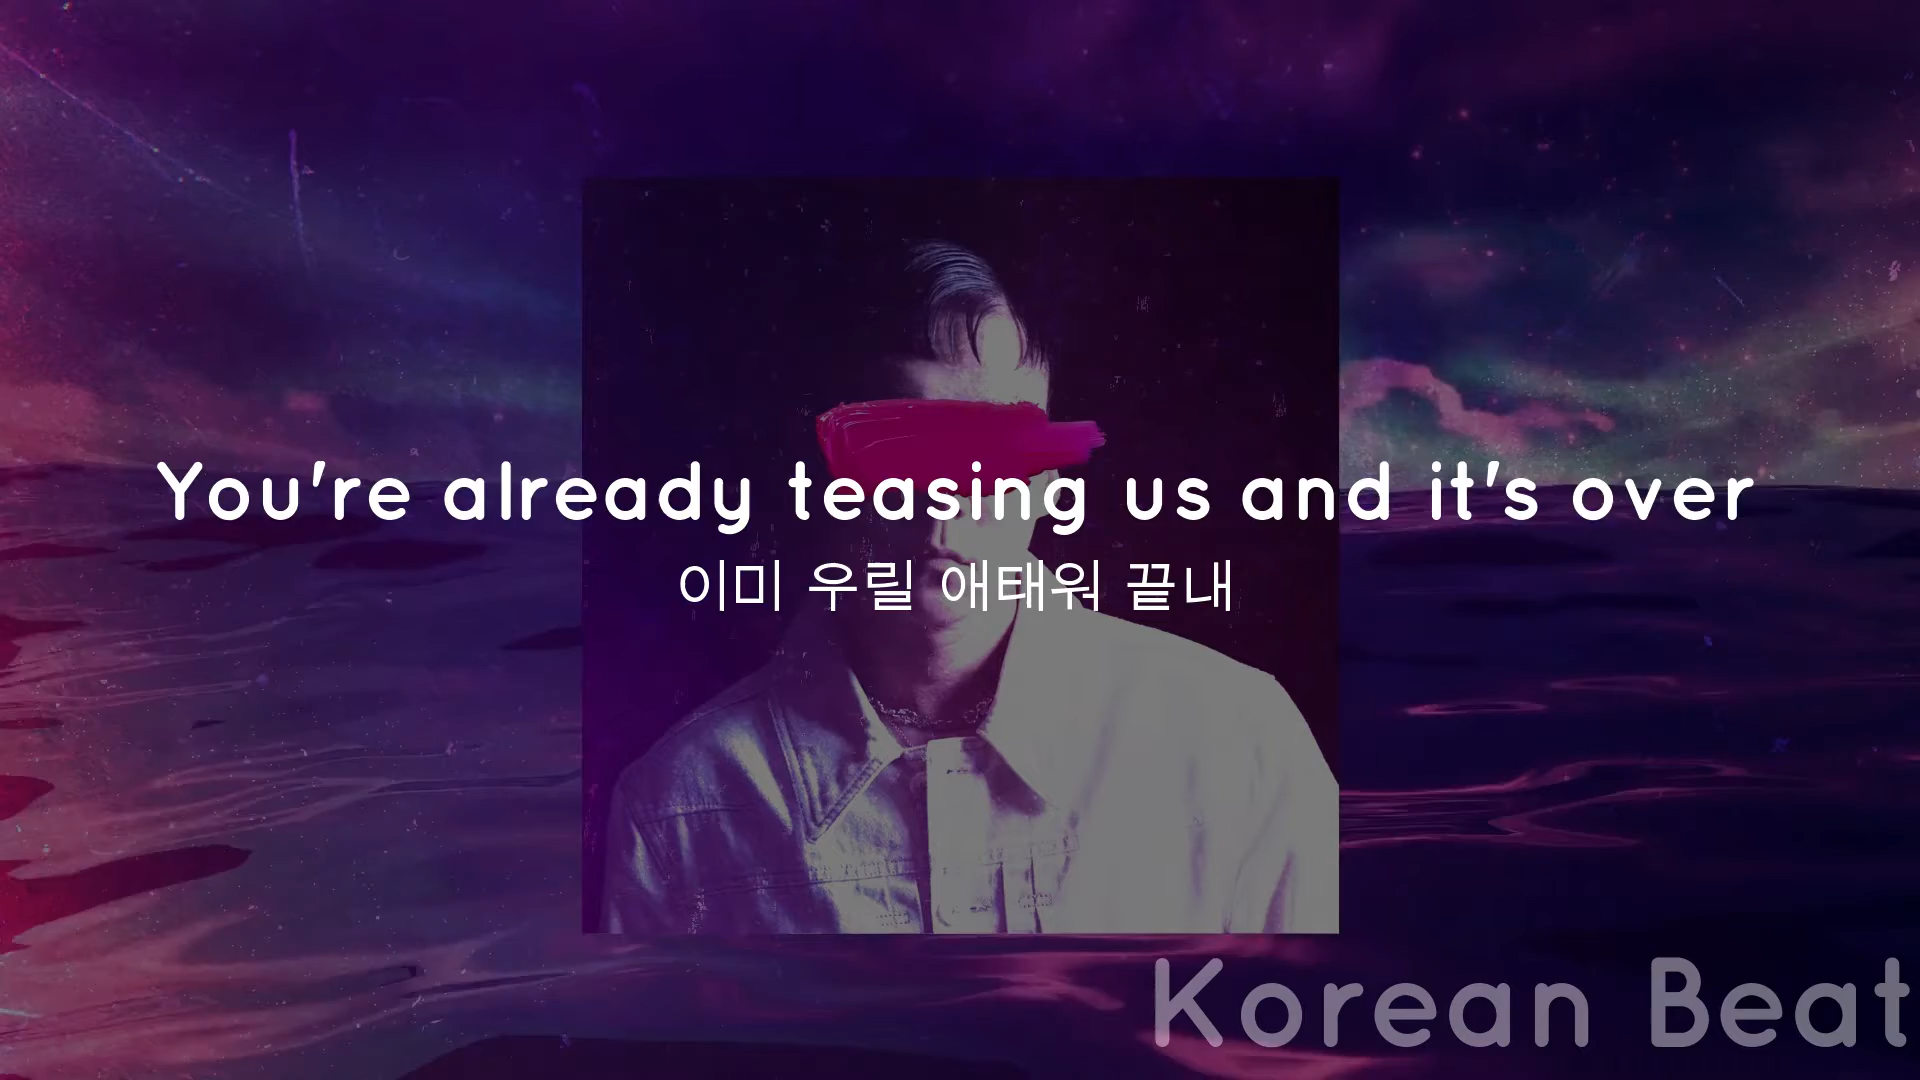 You're already teasing us and it's over
이미 우릴 애태워 끝내
Korean Beat